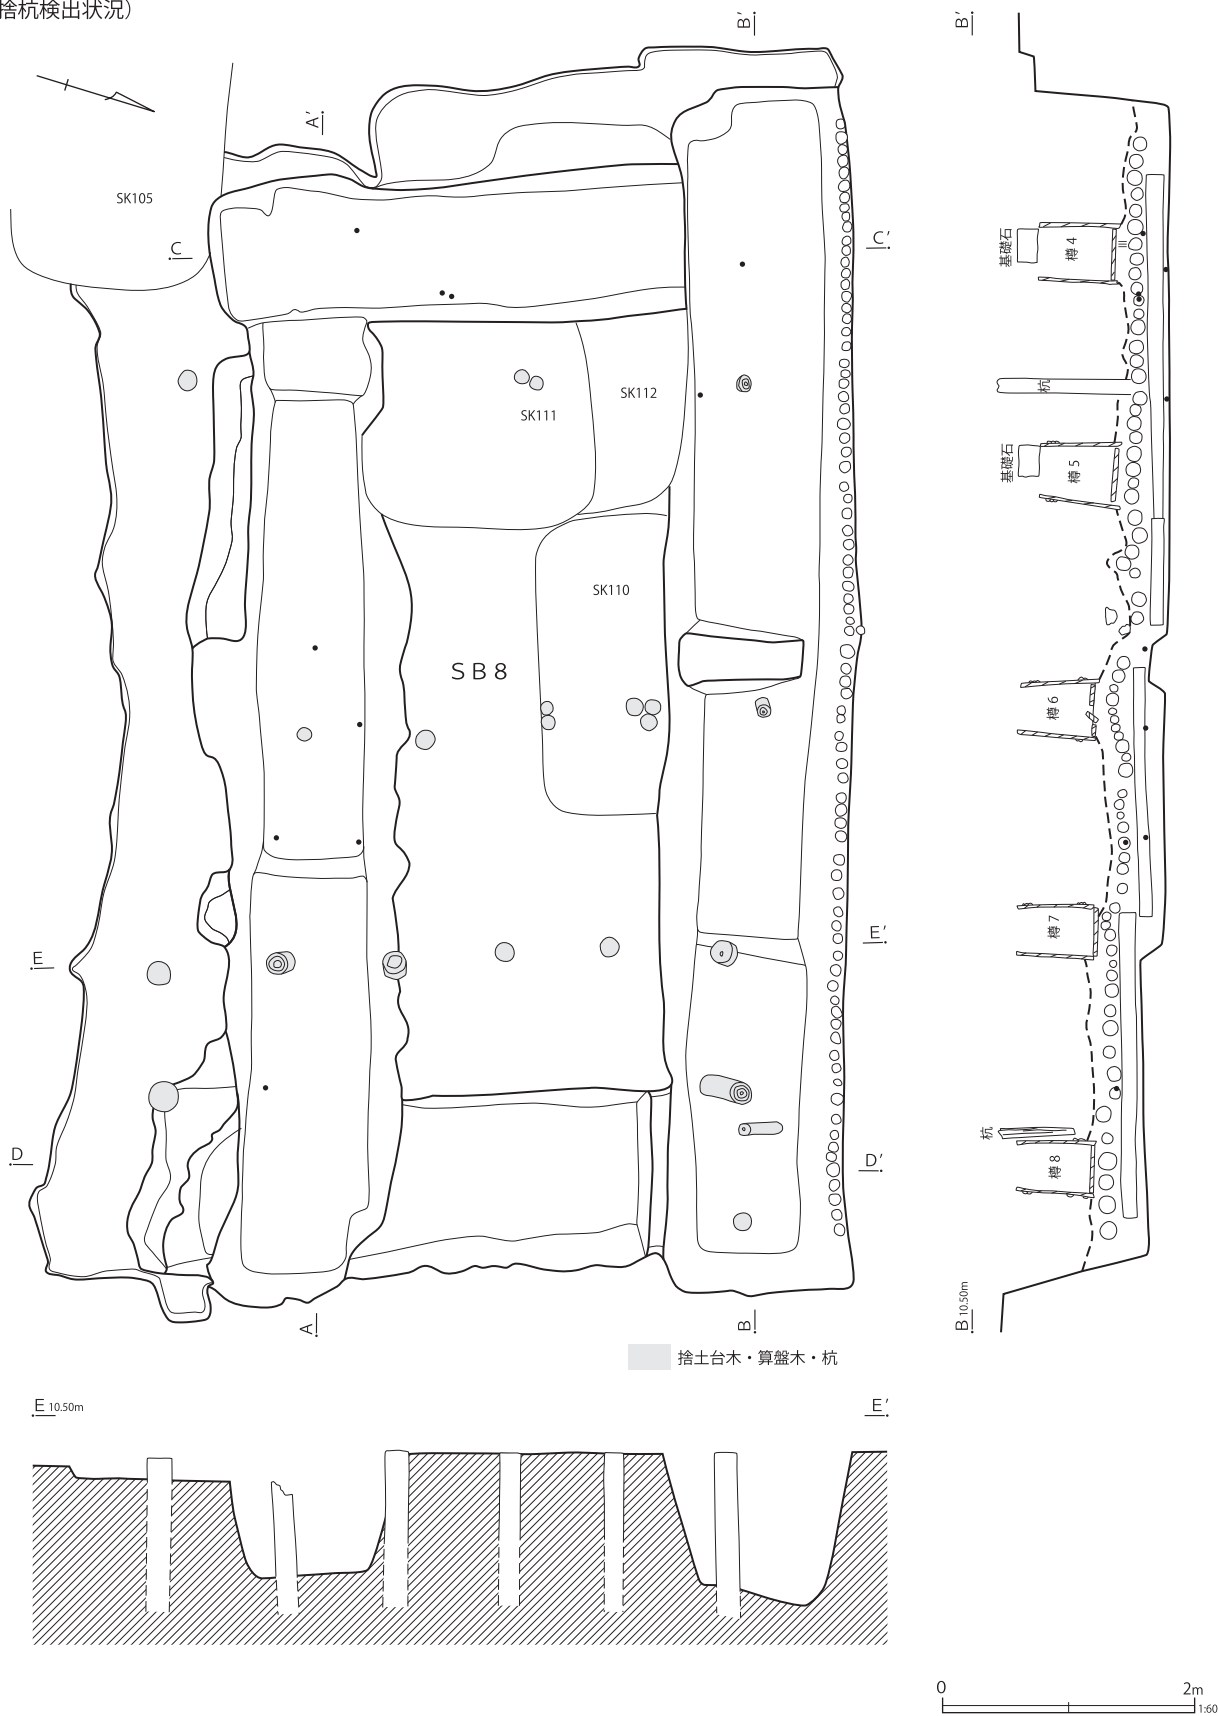 捨杭検出状況）
B′
B′
A′
SK105
C
C′
基礎石
樽4
杭
SK111
SK112
基礎石
樽5
SK110
SB8
樽6
E
E′
樽7
D
D′
杭
樽8
A
B
B 10.50m
捨土台木・算盤木・杭
E 10.50m
E′
0
2m
1:60